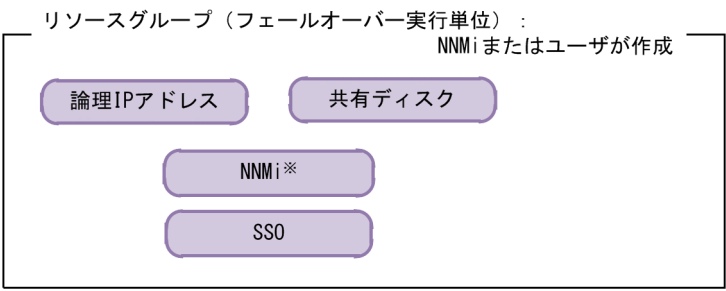 リソースグループ（フェールオーバー実行単位）：
NNMiまたはユーザが作成
論理IPアドレス
共有ディスク
NNMi※
SSO